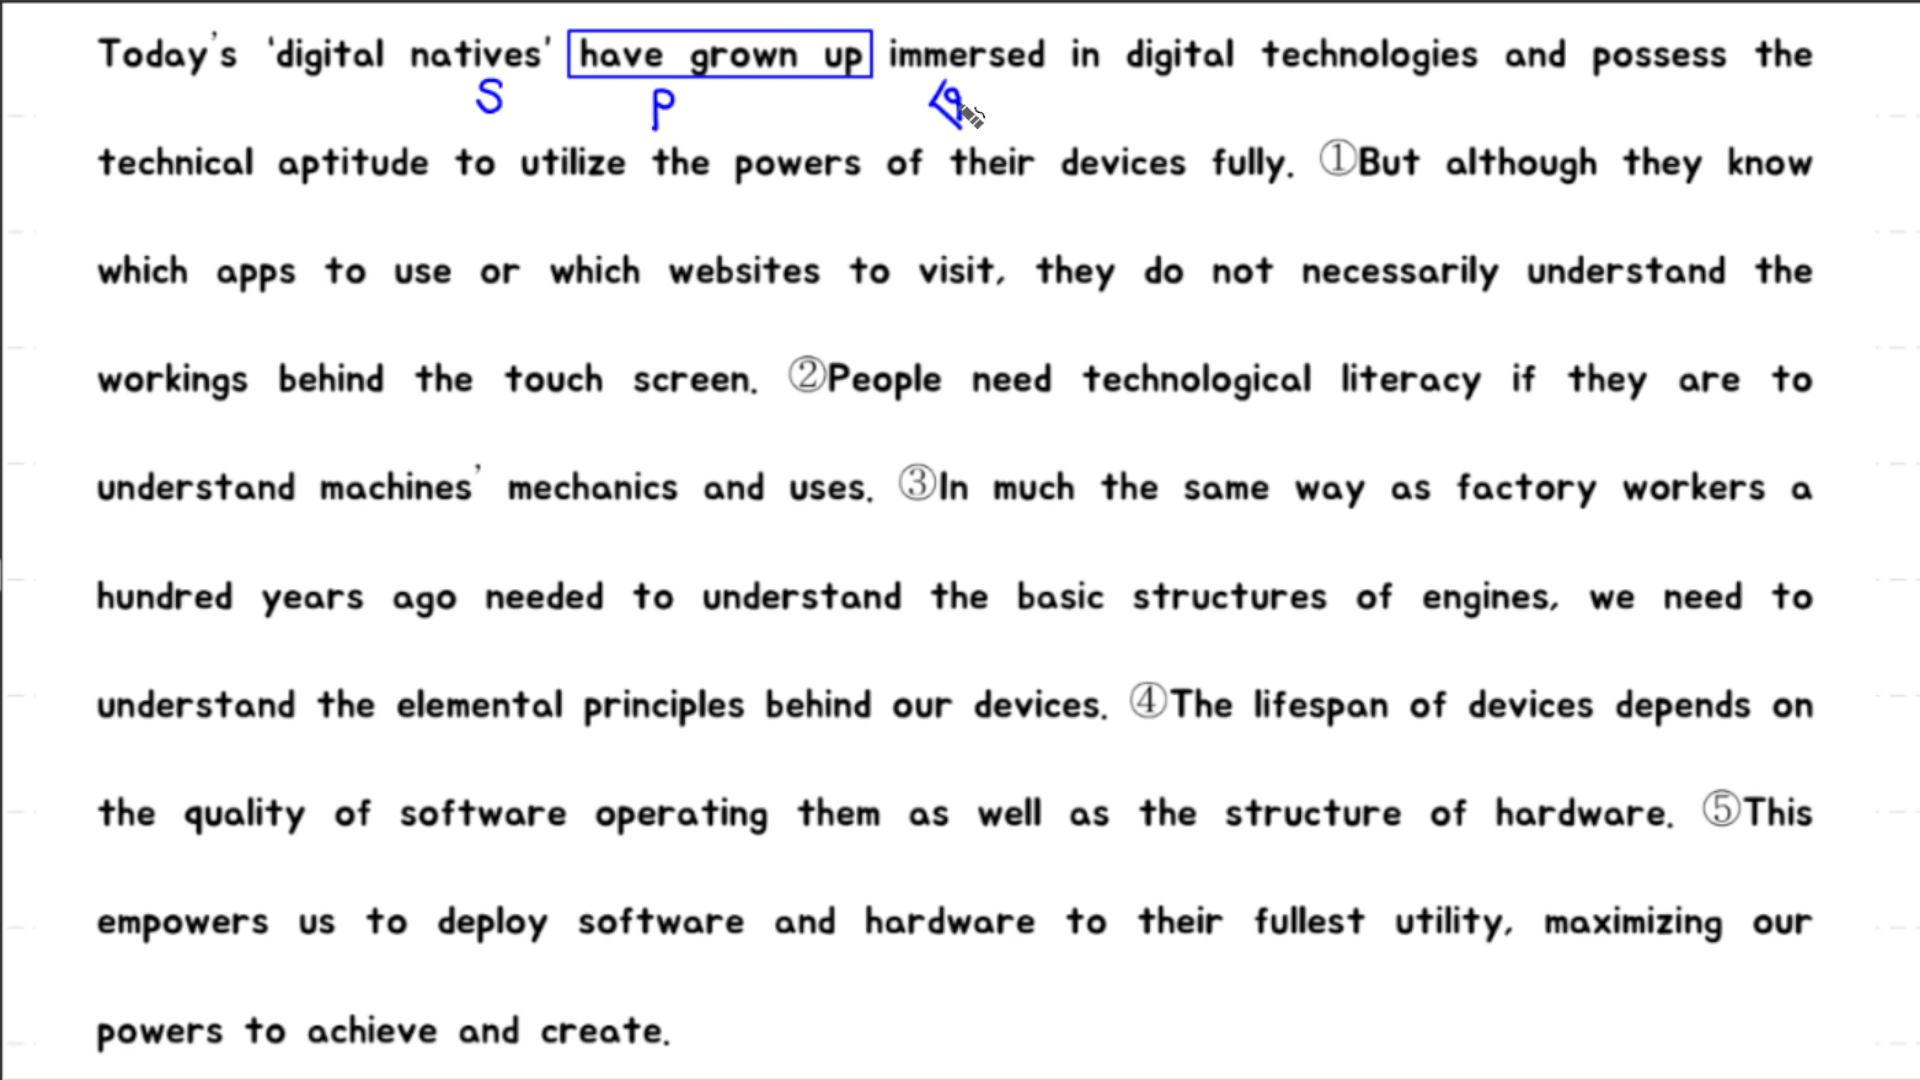 Today's 'digital natives' have grown up immersed in digital technologies and possess the
S P
technical aptitude to utilize the powers of their devices fully. ①But although they know
which apps to use or which websites to visit, they do not necessarily understand the
workings behind the touch screen. ②People need technological literacy if they are to
understand machines' mechanics and uses. ③In much the same way as factory workers a
hundred years ago needed to understand the basic structures of engines, we need to
understand the elemental principles behind our devices. ④The lifespan of devices depends on
the quality of software operating them as well as the structure of hardware. ⑤This
empowers us to deploy software and hardware to their fullest utility, maximizing our
powers to achieve and create.